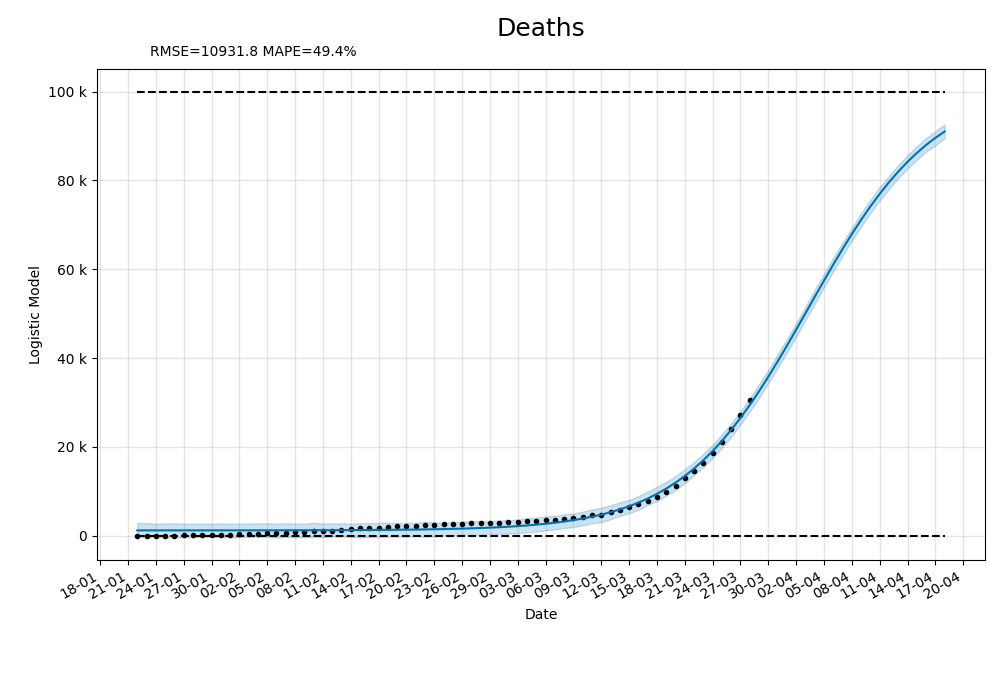 Deaths
RMSE=10931.8 MAPE=49.4%
100 k
80 k
60 k
40 k
20 k
0
Logistic Model
18-01 21-01 24-01 27-01 30-01 02-02 05-02 08-02 11-02 14-02 17-02 20-02 23-02 26-02 29-02 03-03 06-03 09-03 12-03 15-03 18-03 21-03 24-03 27-03 30-03 02-04 05-04 08-04 11-04 14-04 17-04 20-04
Date